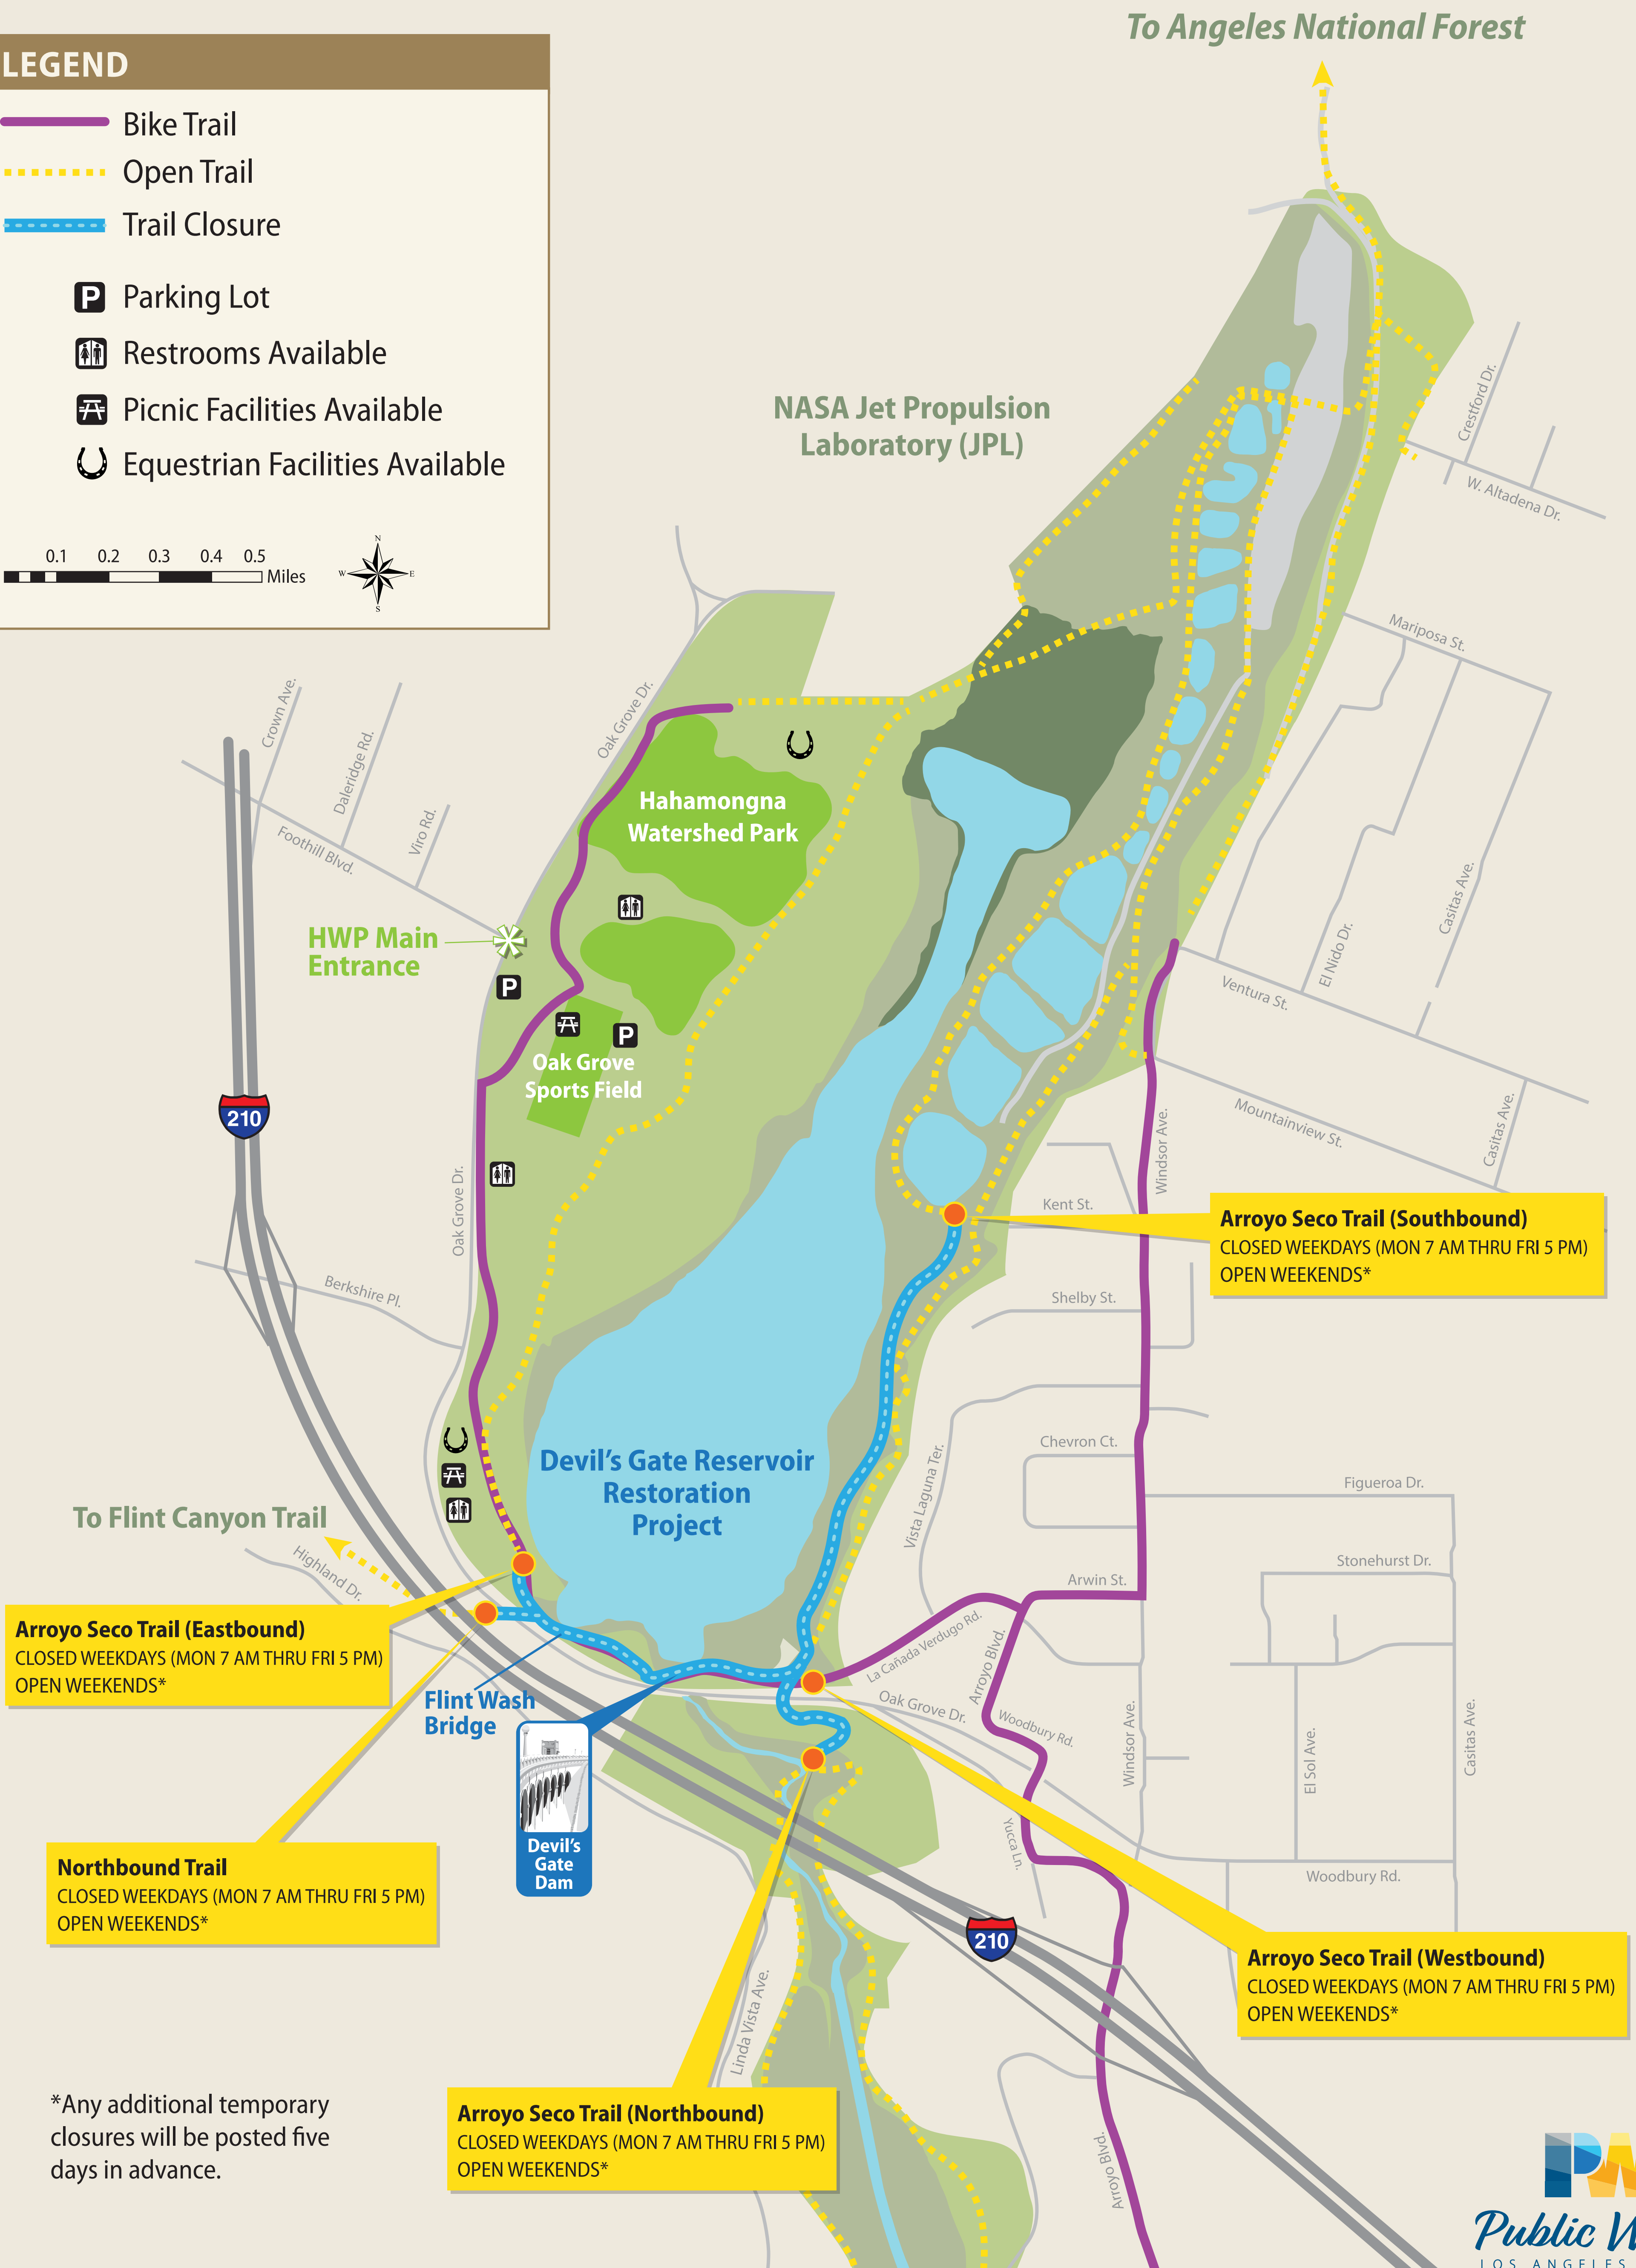 To Angeles National Forest
LEGEND
Bike Trail
Open Trail
Trail Closure
P
Parking Lot
Restrooms Available
Picnic Facilities Available
Equestrian Facilities Available
0.1 0.2 0.3 0.4 0.5
Miles
N
W E
S
NASA Jet Propulsion
Laboratory (JPL)
Crestford Dr.
W. Altadena Dr.
Mariposa St.
Crown Ave.
Daleridge Rd.
Viro Rd.
Foothill Blvd.
Oak Grove Dr.
Hahamongna
Watershed Park
HWP Main
Entrance
P
P
Oak Grove
Sports Field
210
Casitas Ave.
El Nido Dr.
Ventura St.
Mountainview St.
Casitas Ave.
Windsor Ave.
Oak Grove Dr.
Kent St.
Arroyo Seco Trail (Southbound)
CLOSED WEEKDAYS (MON 7 AM THRU FRI 5 PM)
OPEN WEEKENDS*
Berkshire Pl.
Shelby St.
Chevron Ct.
Vista Laguna Ter.
Figueroa Dr.
Stonehurst Dr.
Arwin St.
Devil's Gate Reservoir
Restoration
Project
To Flint Canyon Trail
Highland Dr.
Arroyo Seco Trail (Eastbound)
CLOSED WEEKDAYS (MON 7 AM THRU FRI 5 PM)
OPEN WEEKENDS*
Flint Wash
Bridge
Devil's
Gate
Dam
La Cañada Verdugo Rd.
Arroyo Blvd.
Oak Grove Dr.
Woodbury Rd.
Windsor Ave.
El Sol Ave.
Casitas Ave.
Yucca Ln.
Woodbury Rd.
Northbound Trail
CLOSED WEEKDAYS (MON 7 AM THRU FRI 5 PM)
OPEN WEEKENDS*
210
Arroyo Seco Trail (Westbound)
CLOSED WEEKDAYS (MON 7 AM THRU FRI 5 PM)
OPEN WEEKENDS*
Linda Vista Ave.
Arroyo Seco Trail (Northbound)
CLOSED WEEKDAYS (MON 7 AM THRU FRI 5 PM)
OPEN WEEKENDS*
Arroyo Blvd.
*Any additional temporary
closures will be posted five
days in advance.
Public
LOS ANGELES